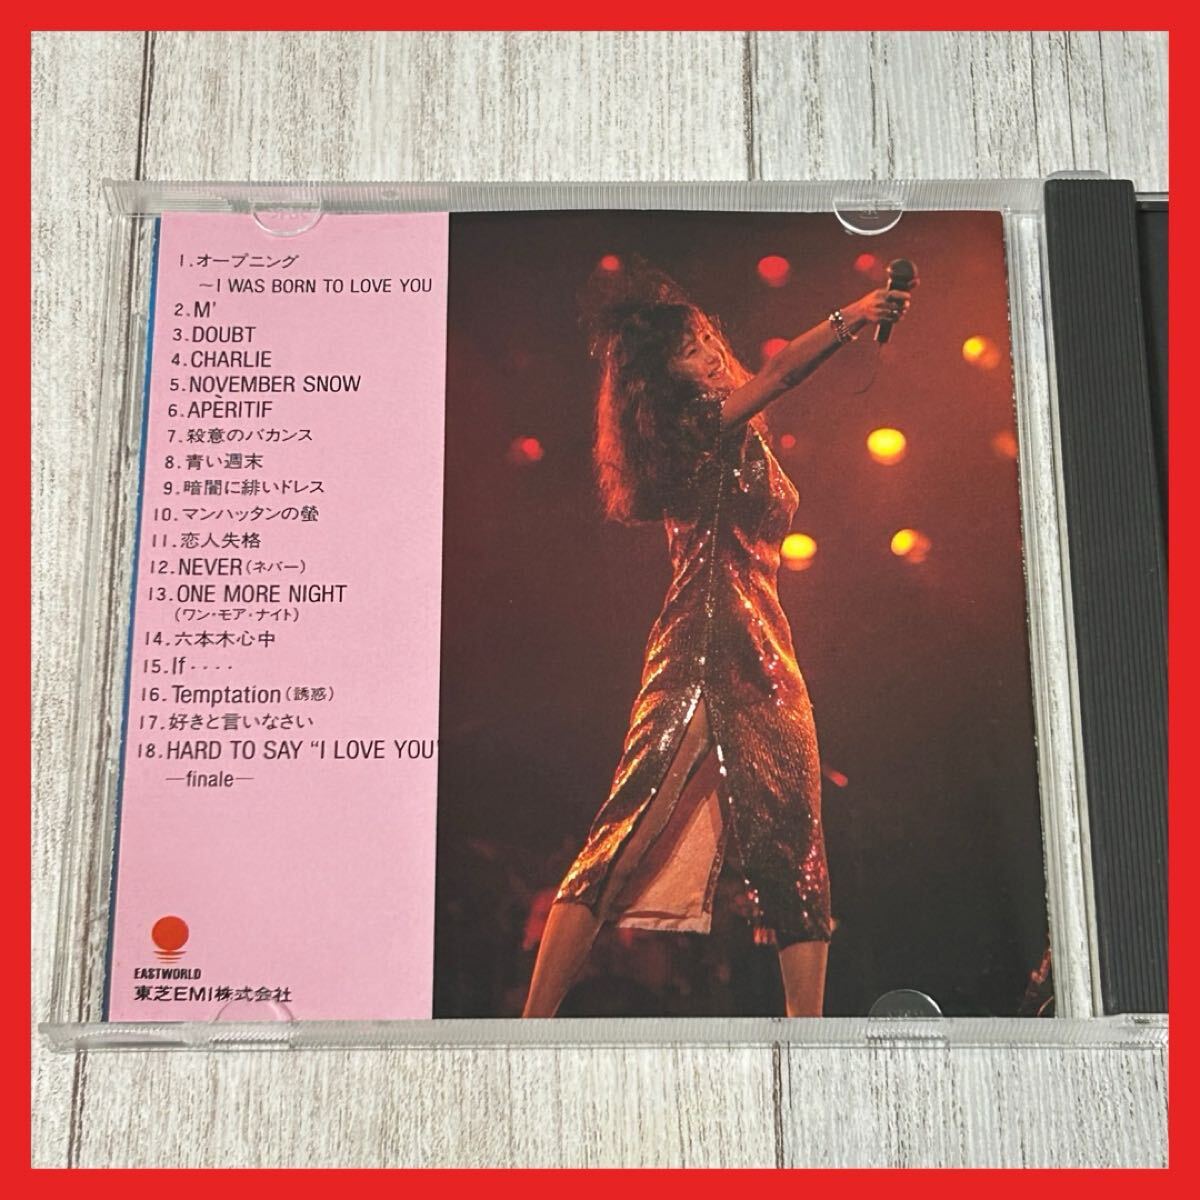 1.オープニング
～I WAS BORN TO LOVE YOU
2.M'
3.DOUBT
4.CHARLIE
5.NOVEMBER SNOW
6.APÈRITIF
7.殺意のバカンス
8.青い週末
9.暗闇に緋いドレス
10.マンハッタンの螢
11.恋人失格
12.NEVER(ネバー)
13.ONE MORE NIGHT
(ワン・モア・ナイト)
14.六本木心中
15.If‥‥
16.Temptation(誘惑)
17.好きと言いなさい
18.HARD TO SAY “I LOVE YOU”
—finale—
EASTWORLD
東芝EMI株式会社